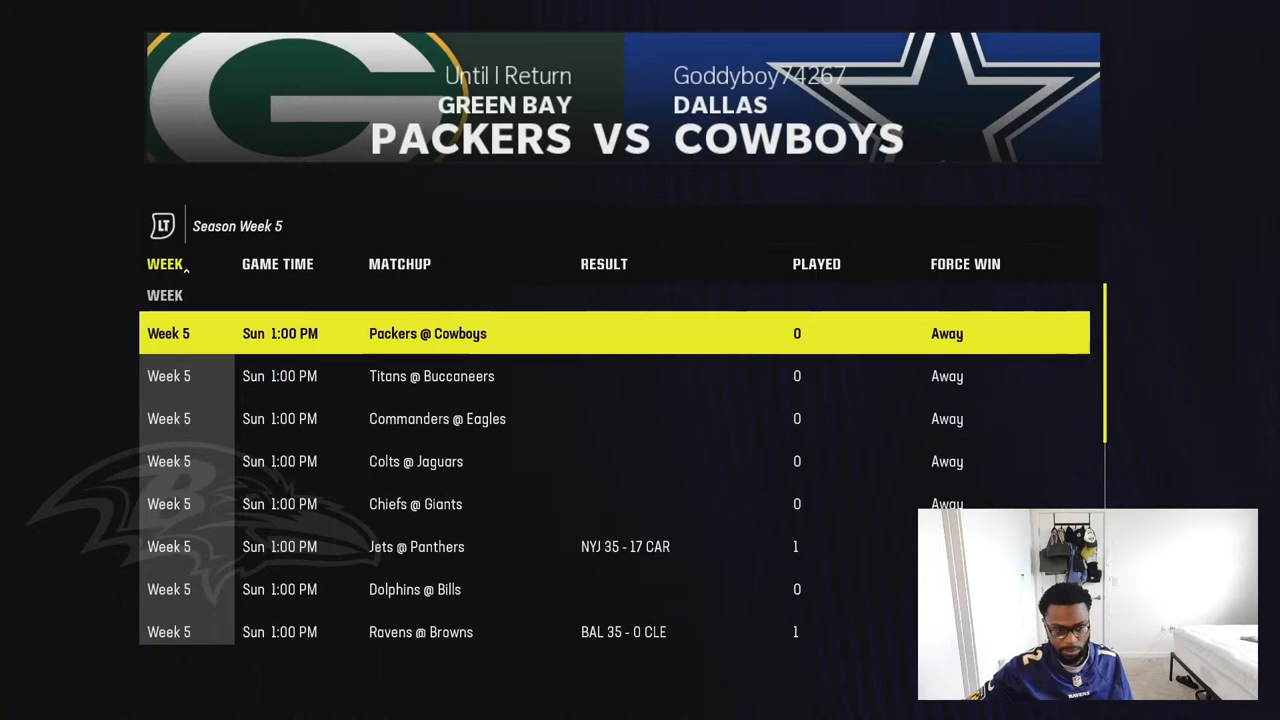 Until I Return Goddyboy74267
GREEN BAY DALLAS
PACKERS VS COWBOYS
LT Season Week 5
WEEK GAME TIME MATCHUP RESULT PLAYED FORCE WIN
WEEK
Week 5 Sun 1:00 PM Packers @ Cowboys 0 Away
Week 5 Sun 1:00 PM Titans @ Buccaneers 0 Away
Week 5 Sun 1:00 PM Commanders @ Eagles 0 Away
Week 5 Sun 1:00 PM Colts @ Jaguars 0 Away
Week 5 Sun 1:00 PM Chiefs @ Giants 0 Away
Week 5 Sun 1:00 PM Jets @ Panthers NYJ 35 - 17 CAR 1
Week 5 Sun 1:00 PM Dolphins @ Bills 0
Week 5 Sun 1:00 PM Ravens @ Browns BAL 35 - 0 CLE 1
RAVENS